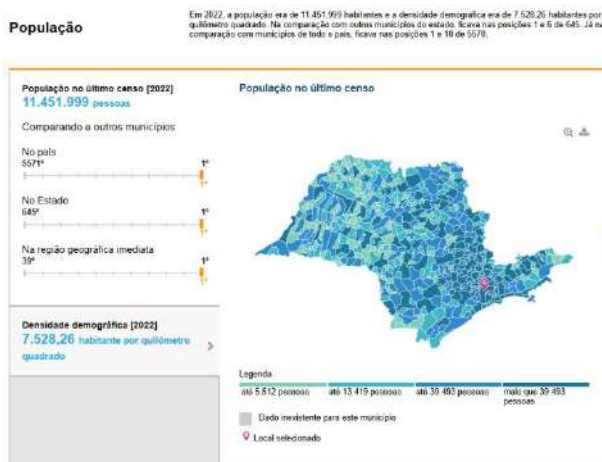 População
Em 2022, a população era de 11.451.999 habitantes e a densidade demográfica era de 7.528,26 habitantes por
quilômetro quadrado. Na comparação com outros municípios do estado, ficava nas posições 1 e 6 de 645. Já na
comparação com municípios de todo o país, ficava nas posições 1 e 10 de 5570.
População no último censo [2022]
11.451.999 pessoas
Comparando a outros municípios
No país
5571º 1º
1º
No Estado
645º 1º
1º
Na região geográfica imediata
39º 1º
1º
Densidade demográfica [2022]
7.528,26 habitante por quilômetro
quadrado
População no último censo
Legenda
até 5.512 pessoas até 13.419 pessoas até 39.493 pessoas mais que 39.493
pessoas
Dado inexistente para este município
Local selecionado